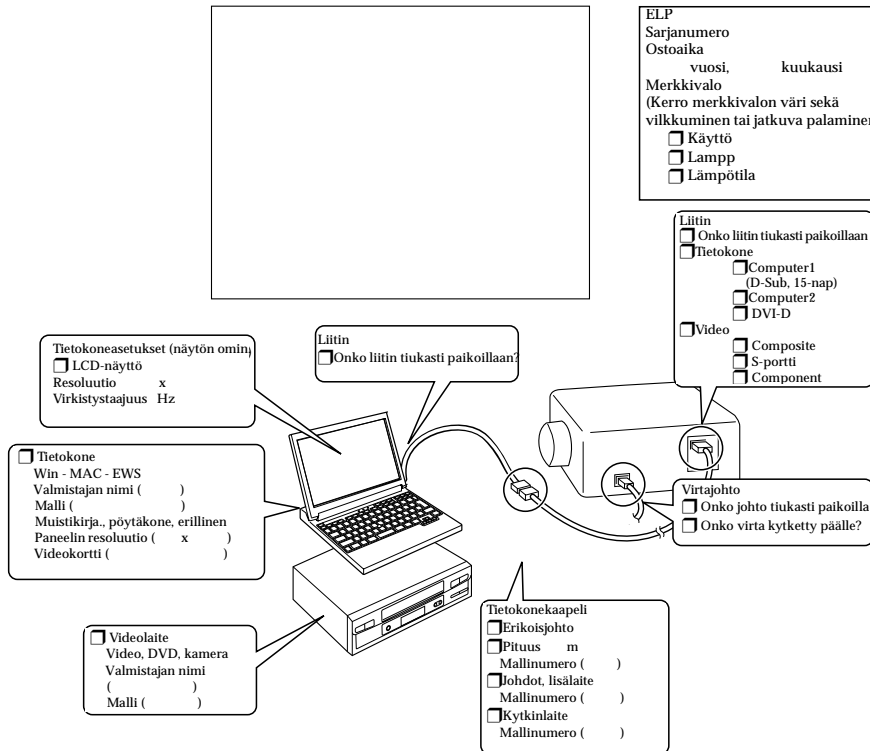 ELP
Sarjanumero
Ostoaika
vuosi, kuukausi
Merkkivalo
(Kerro merkkivalon väri sekä
vilkkuminen tai jatkuva palaminen
Käyttö
Lampp
Lämpötila
Liitin
Onko liitin tiukasti paikoillaan
Tietokone
Computer1
(D-Sub, 15-nap)
Computer2
DVI-D
Video
Composite
S-portti
Component
Liitin
Onko liitin tiukasti paikoillaan?
Tietokoneasetukset (näytön omin
LCD-näyttö
Resoluutio x
Virkistystaajuus Hz
Tietokone
Win - MAC - EWS
Valmistajan nimi ( )
Malli ( )
Muistikirja., pöytäkone, erillinen
Paneelin resoluutio ( x )
Videokortti ( )
Virtajohto
Onko johto tiukasti paikoilla
Onko virta kytketty päälle?
Videolaite
Video, DVD, kamera
Valmistajan nimi
( )
Malli ( )
Tietokonekaapeli
Erikoisjohto
Pituus m
Mallinumero ( )
Johdot, lisälaite
Mallinumero ( )
Kytkinlaite
Mallinumero ( )